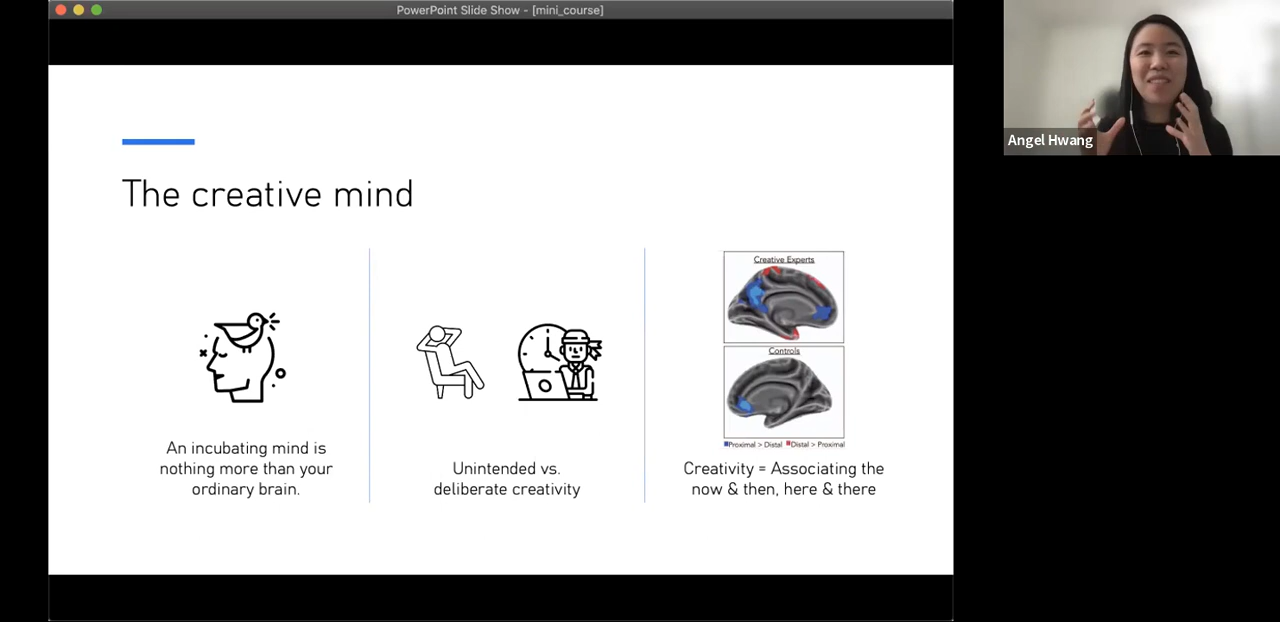 PowerPoint Slide Show - [mini_course]
Angel Hwang
The creative mind
An incubating mind is
nothing more than your
ordinary brain.
Unintended vs.
deliberate creativity
Creative Experts
Controls
Proximal > Distal Distal > Proximal
Creativity = Associating the
now & then, here & there